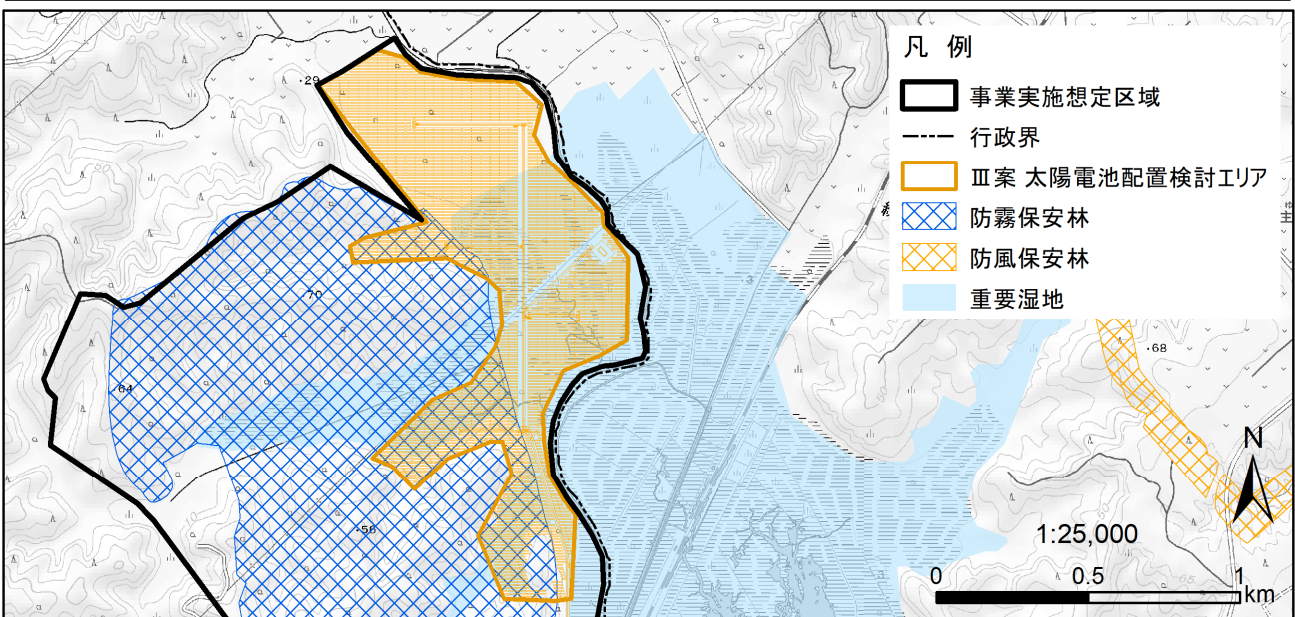 凡 例
事業実施想定区域
行政界
Ⅲ案 太陽電池配置検討エリア
防霧保安林
防風保安林
重要湿地
・29
70
64
56
・68
65
N
1:25,000
0 0.5 1
km